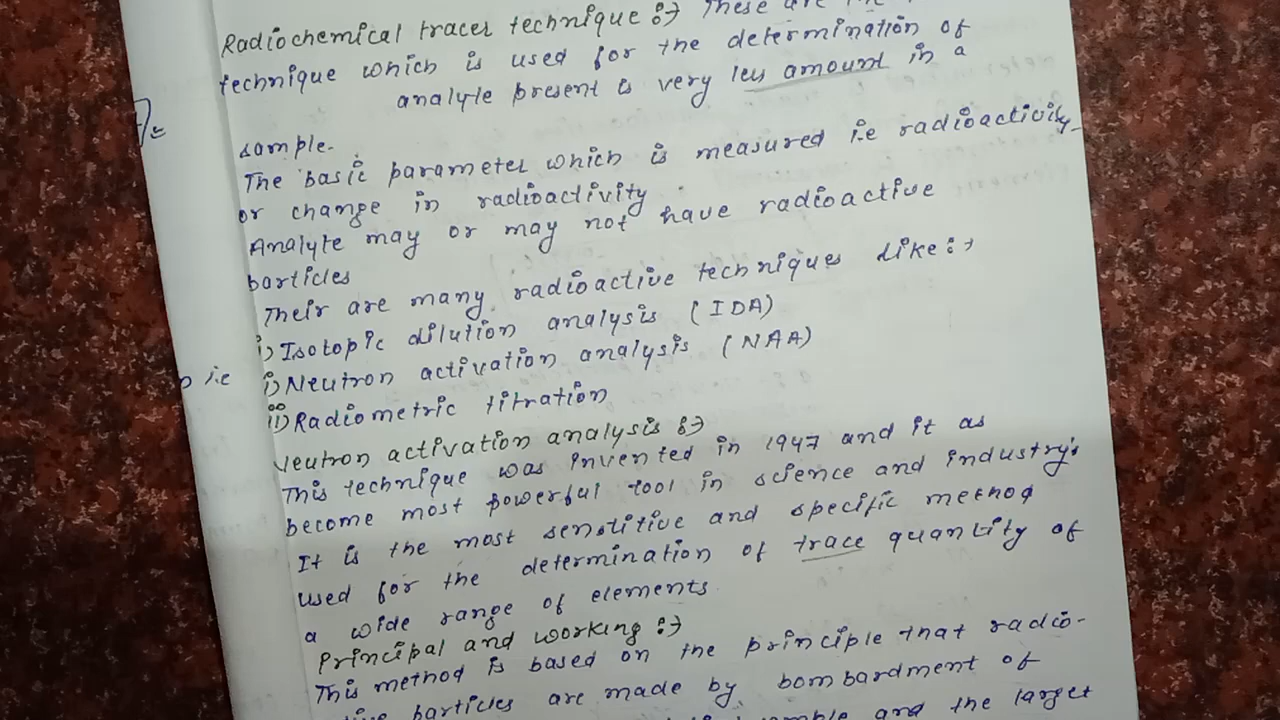 Radiochemical tracer technique :→ These are the
technique which is used for the determination of
analyte present is very less amount in a
sample.
The basic parameter which is measured i.e radioactivity
or change in radioactivity.
Analyte may or may not have radioactive
particles
Their are many radioactive techniques like :→
i) Isotopic dilution analysis (IDA)
i) Neutron activation analysis (NAA)
iii) Radiometric titration
Neutron activation analysis :→
This technique was invented in 1947 and it as
become most powerful tool in science and industry.
It is the most senstitive and specific method
used for the determination of trace quantity of
a wide range of elements.
Principal and working :→
This method is based on the principle that radio-
particles are made by bombardment of
and the larget
i.e